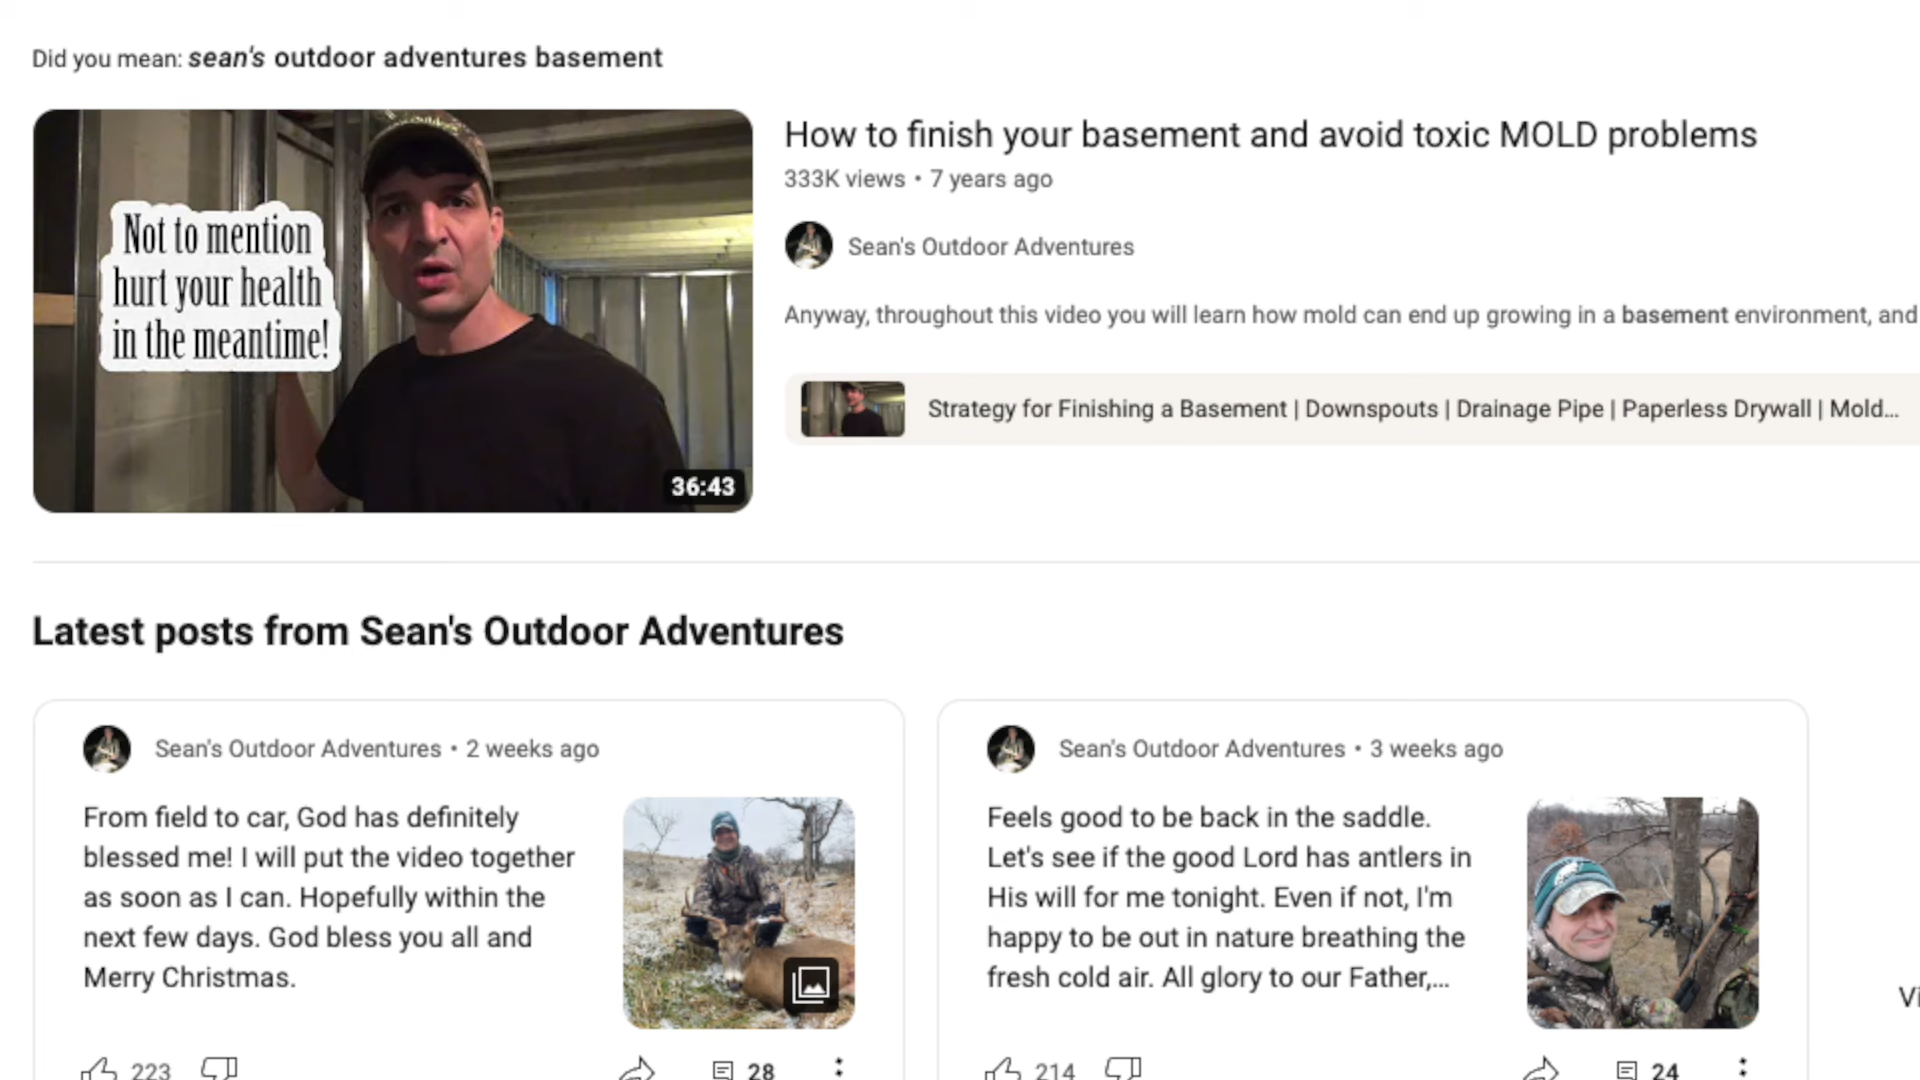 Did you mean: sean's outdoor adventures basement
Not to mention
hurt your health
in the meantime!
36:43
How to finish your basement and avoid toxic MOLD problems
333K views • 7 years ago
Sean's Outdoor Adventures
Anyway, throughout this video you will learn how mold can end up growing in a basement environment, and
Strategy for Finishing a Basement | Downspouts | Drainage Pipe | Paperless Drywall | Mold...
Latest posts from Sean's Outdoor Adventures
Sean's Outdoor Adventures • 2 weeks ago
From field to car, God has definitely
blessed me! I will put the video together
as soon as I can. Hopefully within the
next few days. God bless you all and
Merry Christmas.
223
28
Sean's Outdoor Adventures • 3 weeks ago
Feels good to be back in the saddle.
Let's see if the good Lord has antlers in
His will for me tonight. Even if not, I'm
happy to be out in nature breathing the
fresh cold air. All glory to our Father,...
214
24